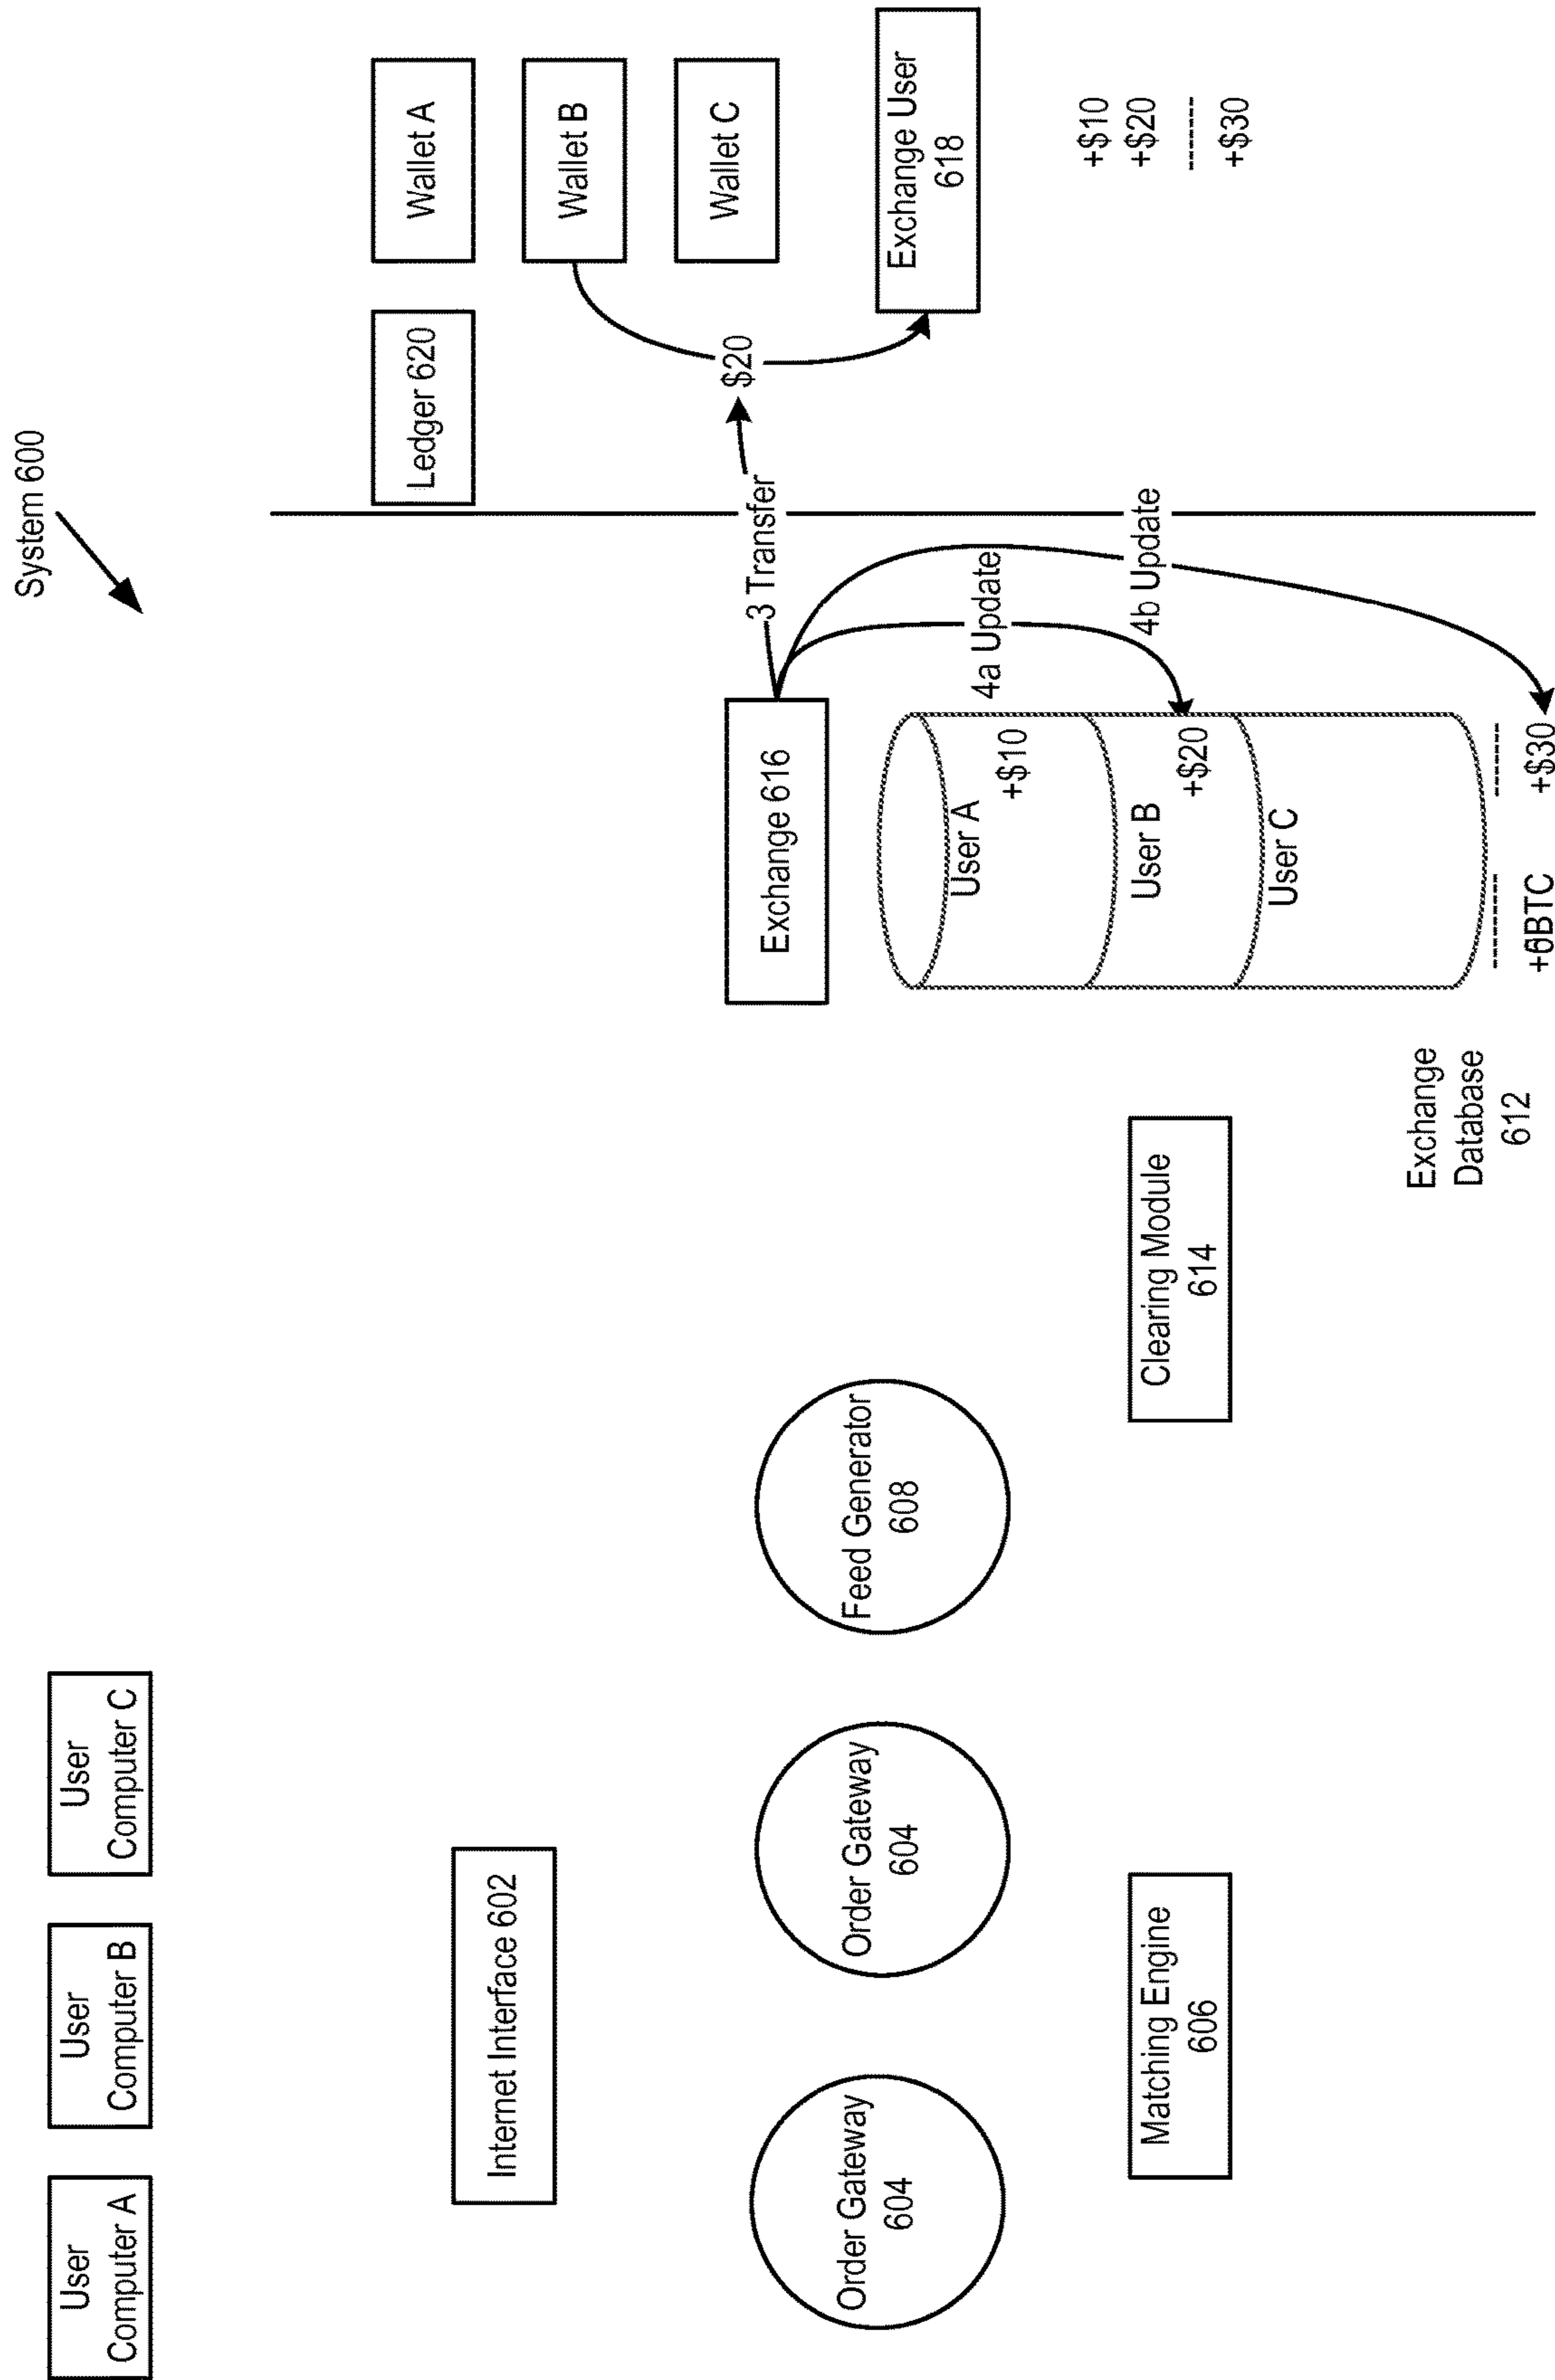 System 600
User
Computer A
User
Computer B
User
Computer C
Internet Interface 602
Ledger 620
Wallet A
Wallet B
Wallet C
Order Gateway
604
Order Gateway
604
Feed Generator
608
Exchange 616
3 Transfer
$20
Exchange User
618
User A
+$10
4a Update
User B
+$20
4b Update
User C
Matching Engine
606
Clearing Module
614
Exchange
Database
612
--------
--------
+6BTC
+$30
+$10
+$20
--------
+$30